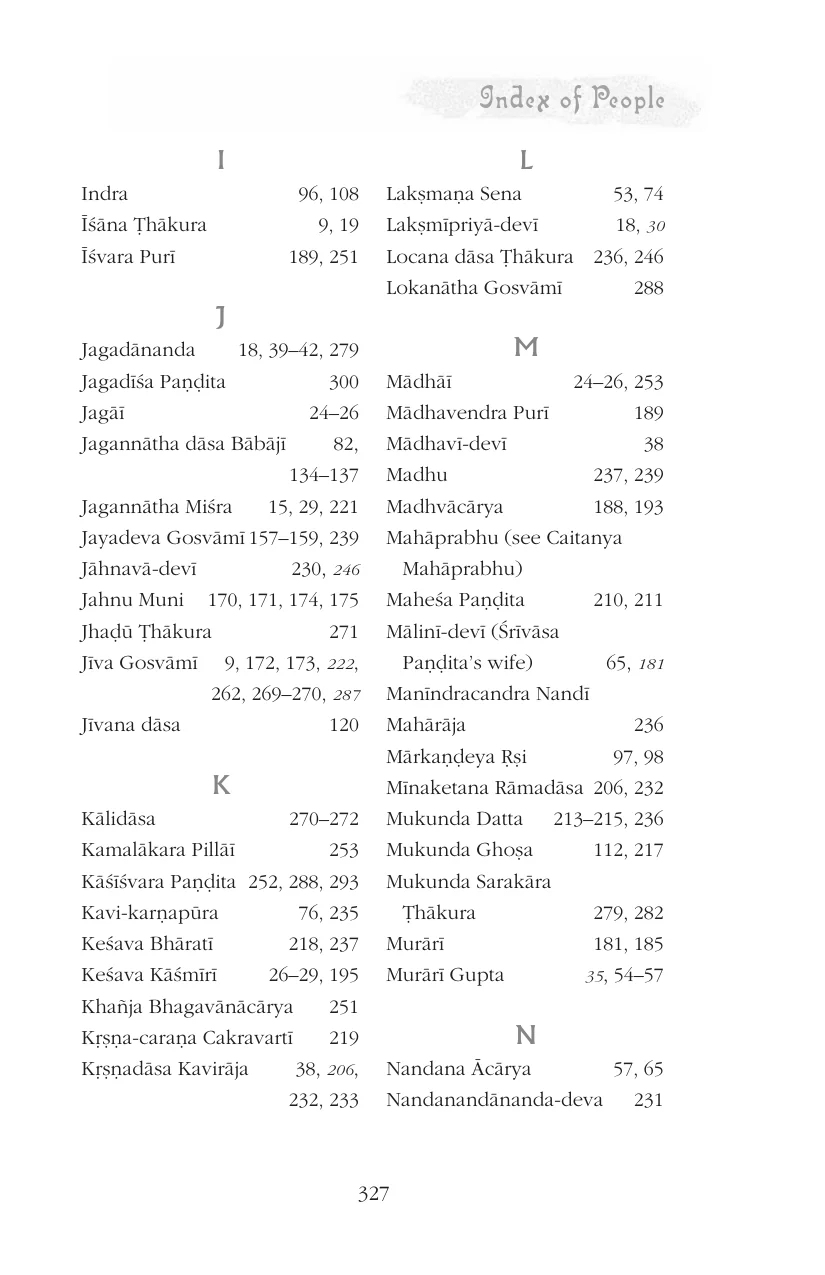 Index of People
I
Indra 96, 108
Īśāna Ṭhākura 9, 19
Īśvara Purī 189, 251
J
Jagadānanda 18, 39–42, 279
Jagadīśa Paṇḍita 300
Jagāī 24–26
Jagannātha dāsa Bābājī 82,
134–137
Jagannātha Miśra 15, 29, 221
Jayadeva Gosvāmī 157–159, 239
Jāhnavā-devī 230, 246
Jahnu Muni 170, 171, 174, 175
Jhaḍū Ṭhākura 271
Jīva Gosvāmī 9, 172, 173, 222,
262, 269–270, 287
Jīvana dāsa 120
K
Kālidāsa 270–272
Kamalākara Pillāī 253
Kāśīśvara Paṇḍita 252, 288, 293
Kavi-karṇapūra 76, 235
Keśava Bhāratī 218, 237
Keśava Kāśmīrī 26–29, 195
Khañja Bhagavānācārya 251
Kṛṣṇa-caraṇa Cakravartī 219
Kṛṣṇadāsa Kavirāja 38, 206,
232, 233
L
Lakṣmaṇa Sena 53, 74
Lakṣmīpriyā-devī 18, 30
Locana dāsa Ṭhākura 236, 246
Lokanātha Gosvāmī 288
M
Mādhāī 24–26, 253
Mādhavendra Purī 189
Mādhavī-devī 38
Madhu 237, 239
Madhvācārya 188, 193
Mahāprabhu (see Caitanya
Mahāprabhu)
Maheśa Paṇḍita 210, 211
Mālinī-devī (Śrīvāsa
Paṇḍita’s wife) 65, 181
Manīndracandra Nandī
Mahārāja 236
Mārkaṇḍeya Ṛṣi 97, 98
Mīnaketana Rāmadāsa 206, 232
Mukunda Datta 213–215, 236
Mukunda Ghoṣa 112, 217
Mukunda Sarakāra
Ṭhākura 279, 282
Murārī 181, 185
Murārī Gupta 35, 54–57
N
Nandana Ācārya 57, 65
Nandanandānanda-deva 231
327